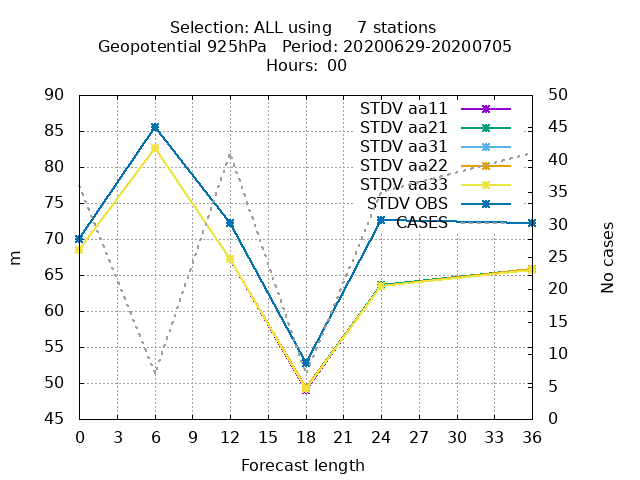 Selection: ALL using     7 stations
Geopotential 925hPa   Period: 20200629-20200705
Hours:  00
90 50
STDV aa11
85 45
STDV aa21
STDV aa31
80 40
STDV aa22
STDV aa33
75 35
STDV OBS
CASES
70 30
65 25
60 20
55 15
50 10
5
45 0
m
No cases
0 3 6 9 12 15 18 21 24 27 30 33 36
Forecast length